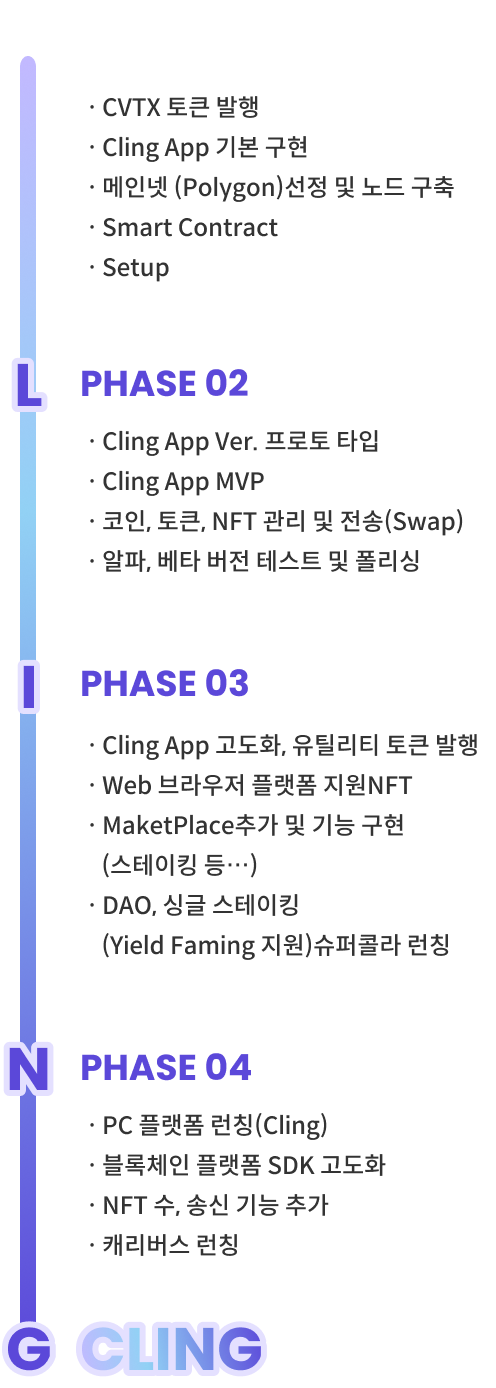 · CVTX 토큰 발행
· Cling App 기본 구현
· 메인넷 (Polygon)선정 및 노드 구축
· Smart Contract
· Setup
L PHASE 02
· Cling App Ver. 프로토 타입
· Cling App MVP
· 코인, 토큰, NFT 관리 및 전송(Swap)
· 알파, 베타 버전 테스트 및 폴리싱
I PHASE 03
· Cling App 고도화, 유틸리티 토큰 발행
· Web 브라우저 플랫폼 지원NFT
· MaketPlace추가 및 기능 구현
(스테이킹 등…)
· DAO, 싱글 스테이킹
(Yield Faming 지원)슈퍼콜라 런칭
N PHASE 04
· PC 플랫폼 런칭(Cling)
· 블록체인 플랫폼 SDK 고도화
· NFT 수, 송신 기능 추가
· 캐리버스 런칭
G CLING